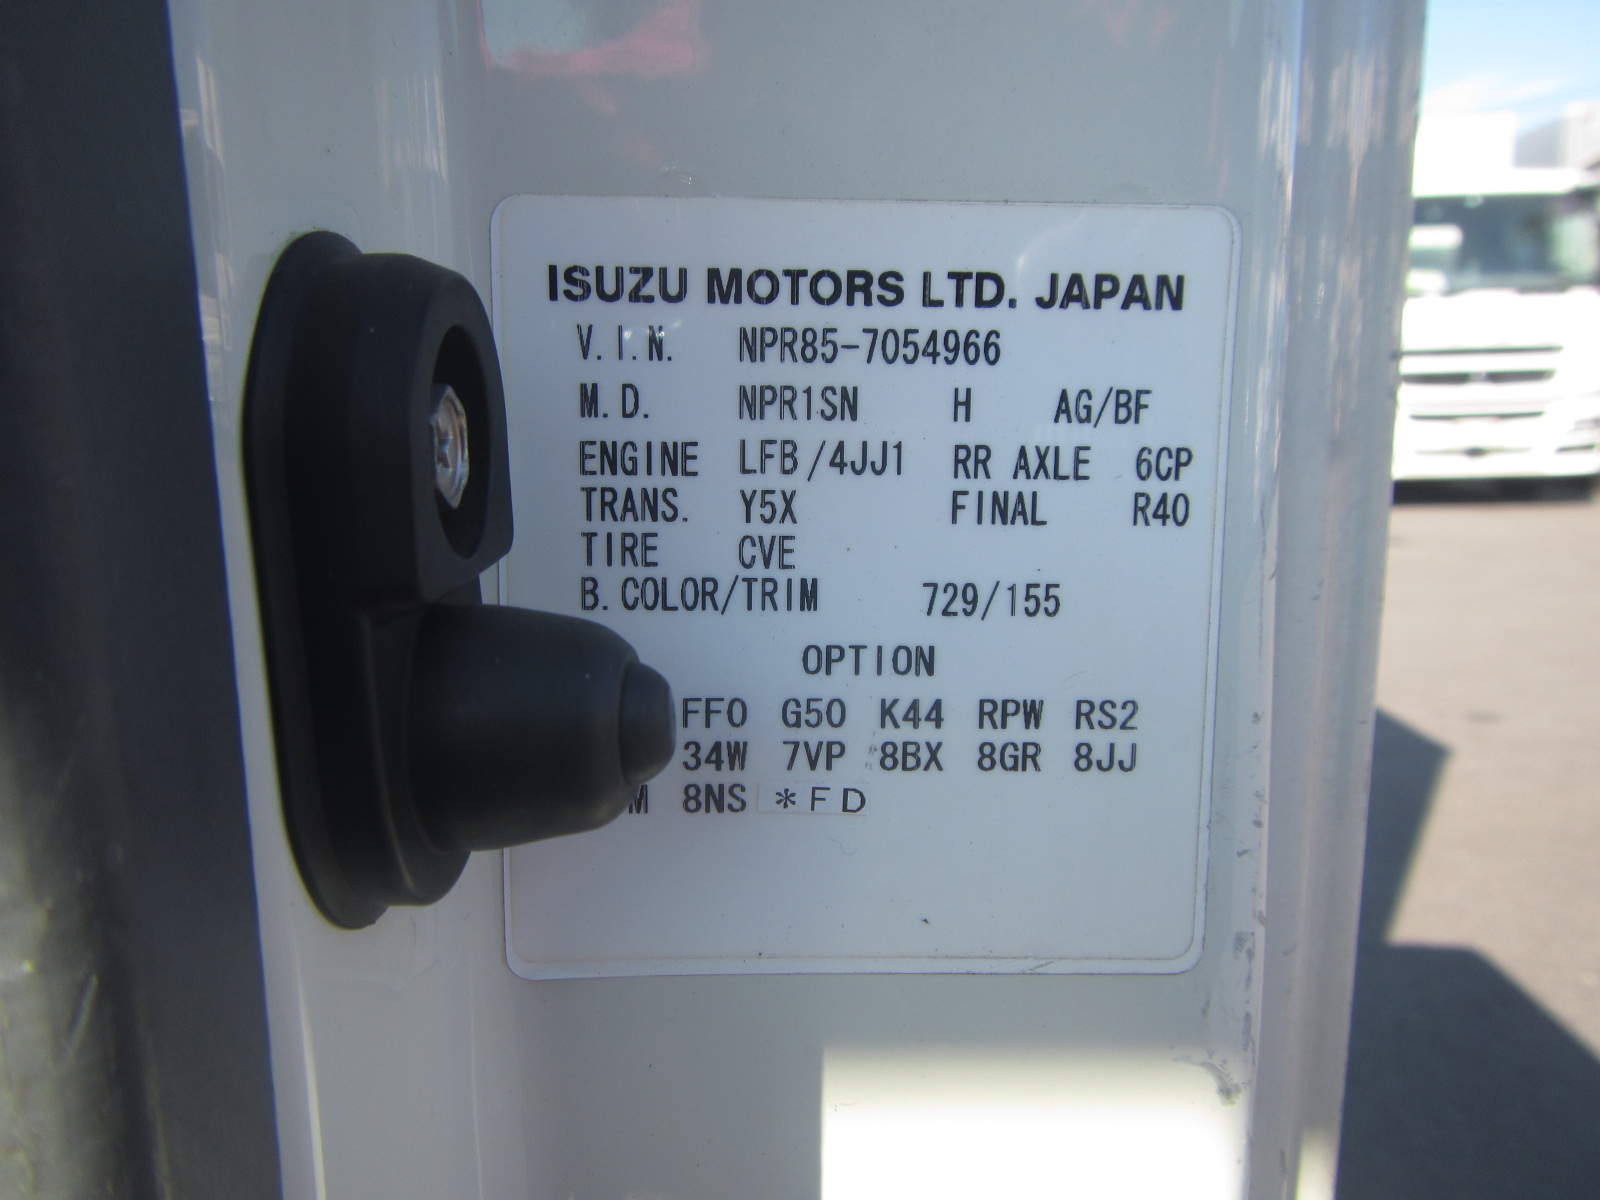 ISUZU MOTORS LTD. JAPAN
V.I.N. NPR85-7054966
M.D. NPR1SN H AG/BF
ENGINE LFB/4JJ1 RR AXLE 6CP
TRANS. Y5X FINAL R40
TIRE CVE
B.COLOR/TRIM 729/155
OPTION
FF0 G50 K44 RPW RS2
34W 7VP 8BX 8GR 8JJ
8NS *FD